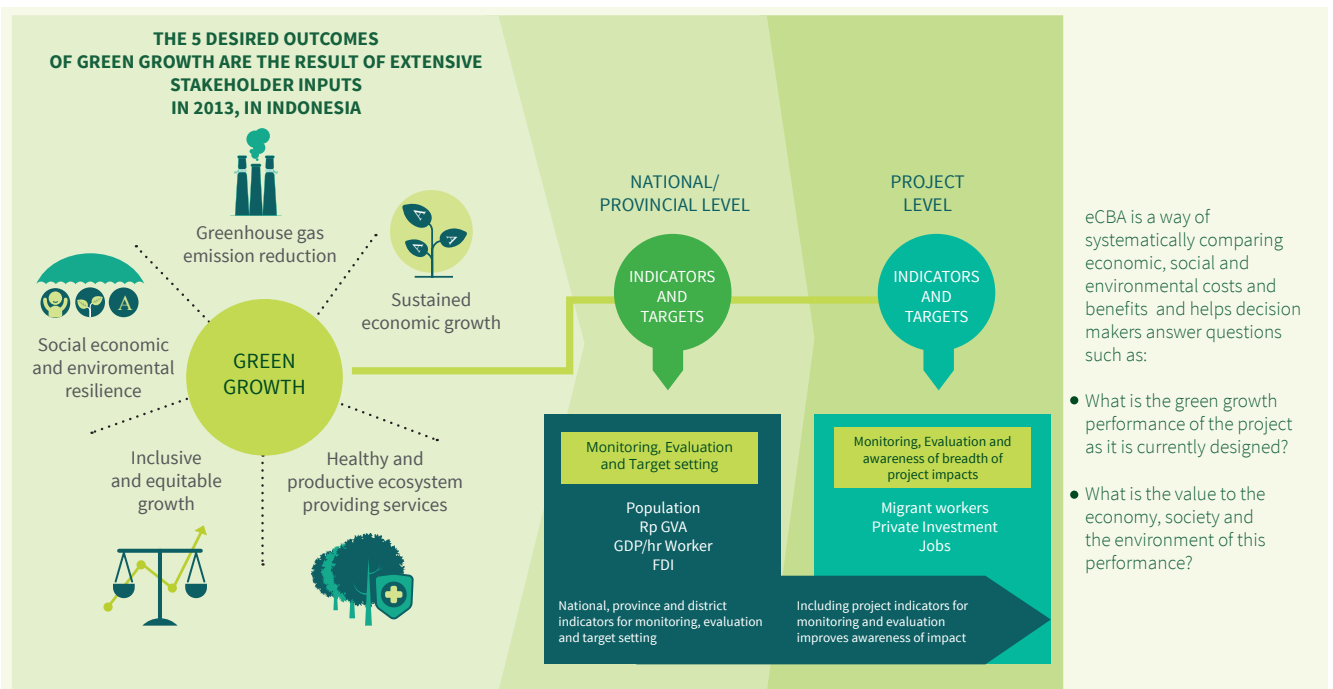 THE 5 DESIRED OUTCOMES
OF GREEN GROWTH ARE THE RESULT OF EXTENSIVE
STAKEHOLDER INPUTS
IN 2013, IN INDONESIA
Greenhouse gas
emission reduction
Sustained
economic growth
A
A
A
A
Social economic
and enviromental
resilience
GREEN
GROWTH
Inclusive
and equitable
growth
Healthy and
productive ecosystem
providing services
NATIONAL/
PROVINCIAL LEVEL
INDICATORS
AND
TARGETS
Monitoring, Evaluation
and Target setting
Population
Rp GVA
GDP/hr Worker
FDI
National, province and district
indicators for monitoring, evaluation
and target setting
PROJECT
LEVEL
INDICATORS
AND
TARGETS
Monitoring, Evaluation and
awareness of breadth of
project impacts
Migrant workers
Private Investment
Jobs
Including project indicators for
monitoring and evaluation
improves awareness of impact
eCBA is a way of
systematically comparing
economic, social and
environmental costs and
benefits and helps decision
makers answer questions
such as:
● What is the green growth
performance of the project
as it is currently designed?
● What is the value to the
economy, society and
the environment of this
performance?